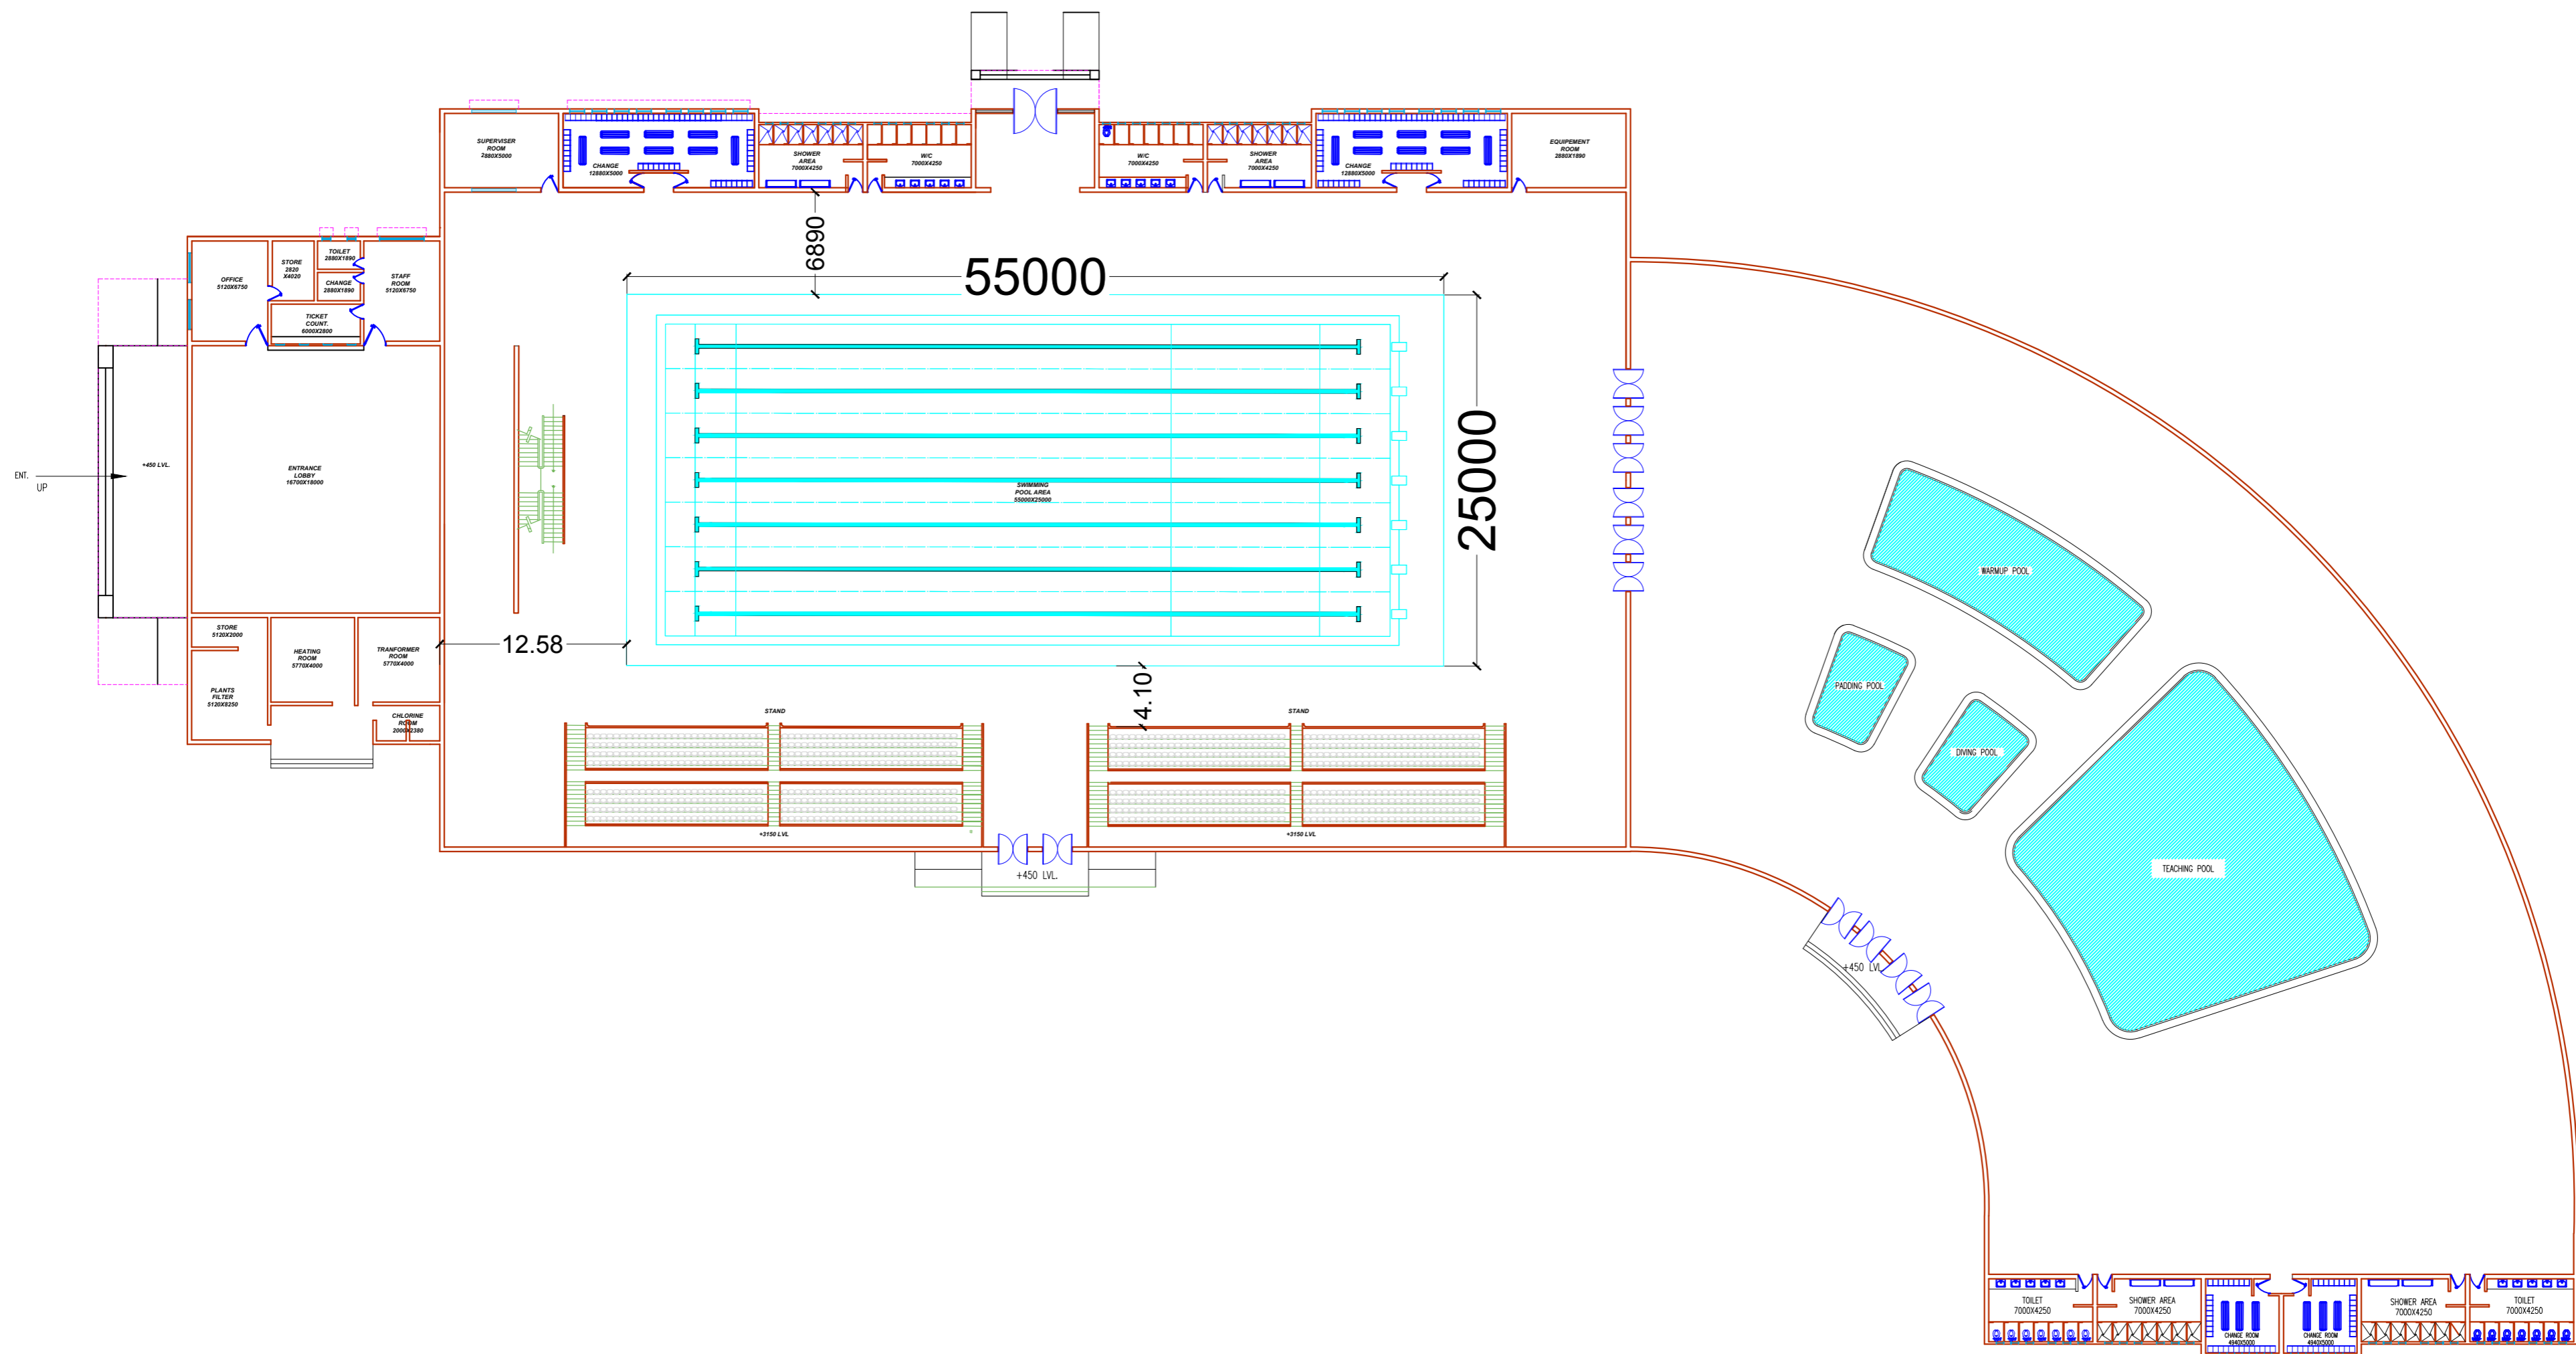 SUPERVISER
ROOM
2880X5000
CHANGE
12880X5000
SHOWER
AREA
7000X4250
W/C
7000X4250
W/C
7000X4250
SHOWER
AREA
7000X4250
CHANGE
12880X5000
EQUIPEMENT
ROOM
2880X1890
6890
55000
25000
OFFICE
5120X6750
STORE
2820
X4020
TOILET
2880X1890
CHANGE
2880X1890
STAFF
ROOM
5120X6750
TICKET
COUNT.
6000X2800
ENT.
UP
+450 LVL.
ENTRANCE
LOBBY
16700X18000
SWIMMING
POOL AREA
55000X25000
12.58
4.10
STORE
5120X2000
HEATING
ROOM
5770X4000
TRANFORMER
ROOM
5770X4000
PLANTS
FILTER
5120X8250
CHLORINE
ROOM
2000X2380
STAND
STAND
+3150 LVL
+3150 LVL
+450 LVL.
WARMUP POOL
PADDING POOL
DIVING POOL
TEACHING POOL
+450 LVL
TOILET
7000X4250
SHOWER AREA
7000X4250
CHANGE ROOM
4940X5000
CHANGE ROOM
4940X5000
SHOWER AREA
7000X4250
TOILET
7000X4250